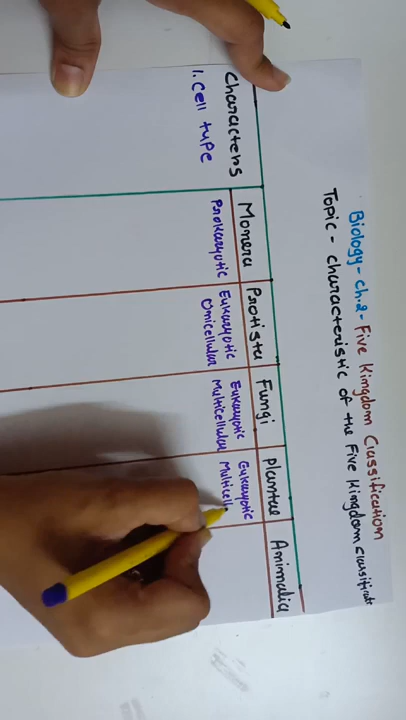 Biology - Ch.2 - Five Kingdom Classification
Topic - characteristic of the Five Kingdom classificate
Characters Monera Protista Fungi Plantae Animalia
1. Cell type Prokaryotic Eukaryotic Eukaryotic Eukaryotic
Unicellular Multicellular Multicell